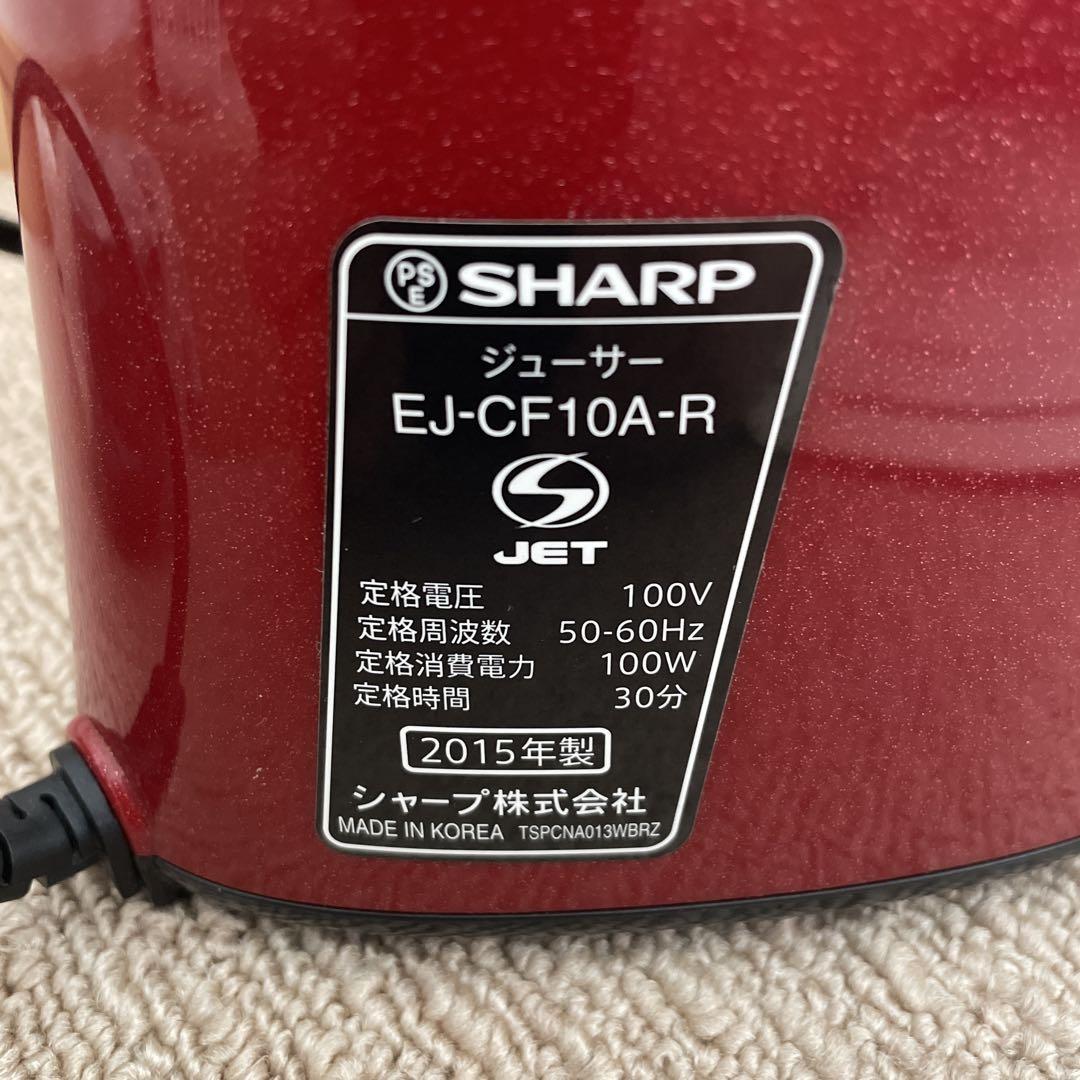 PSE SHARP
ジューサー
EJ-CF10A-R
JET
定格電圧 100V
定格周波数 50-60Hz
定格消費電力 100W
定格時間 30分
2015年製
シャープ株式会社
MADE IN KOREA TSPCNA013WBRZ